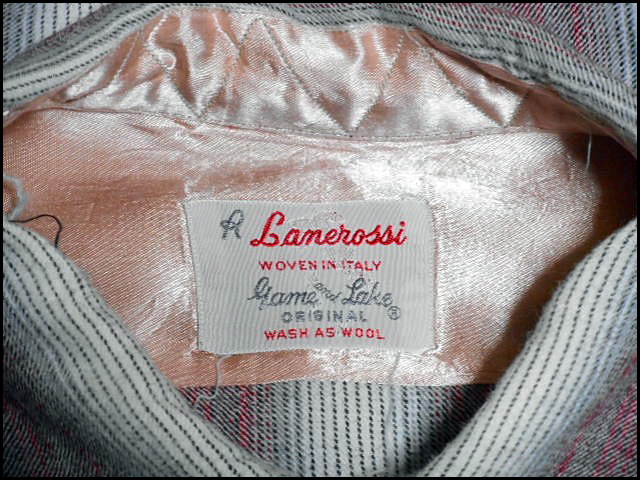 A Lanerossi
WOVEN IN ITALY
Game and Lake ®
ORIGINAL
WASH AS WOOL